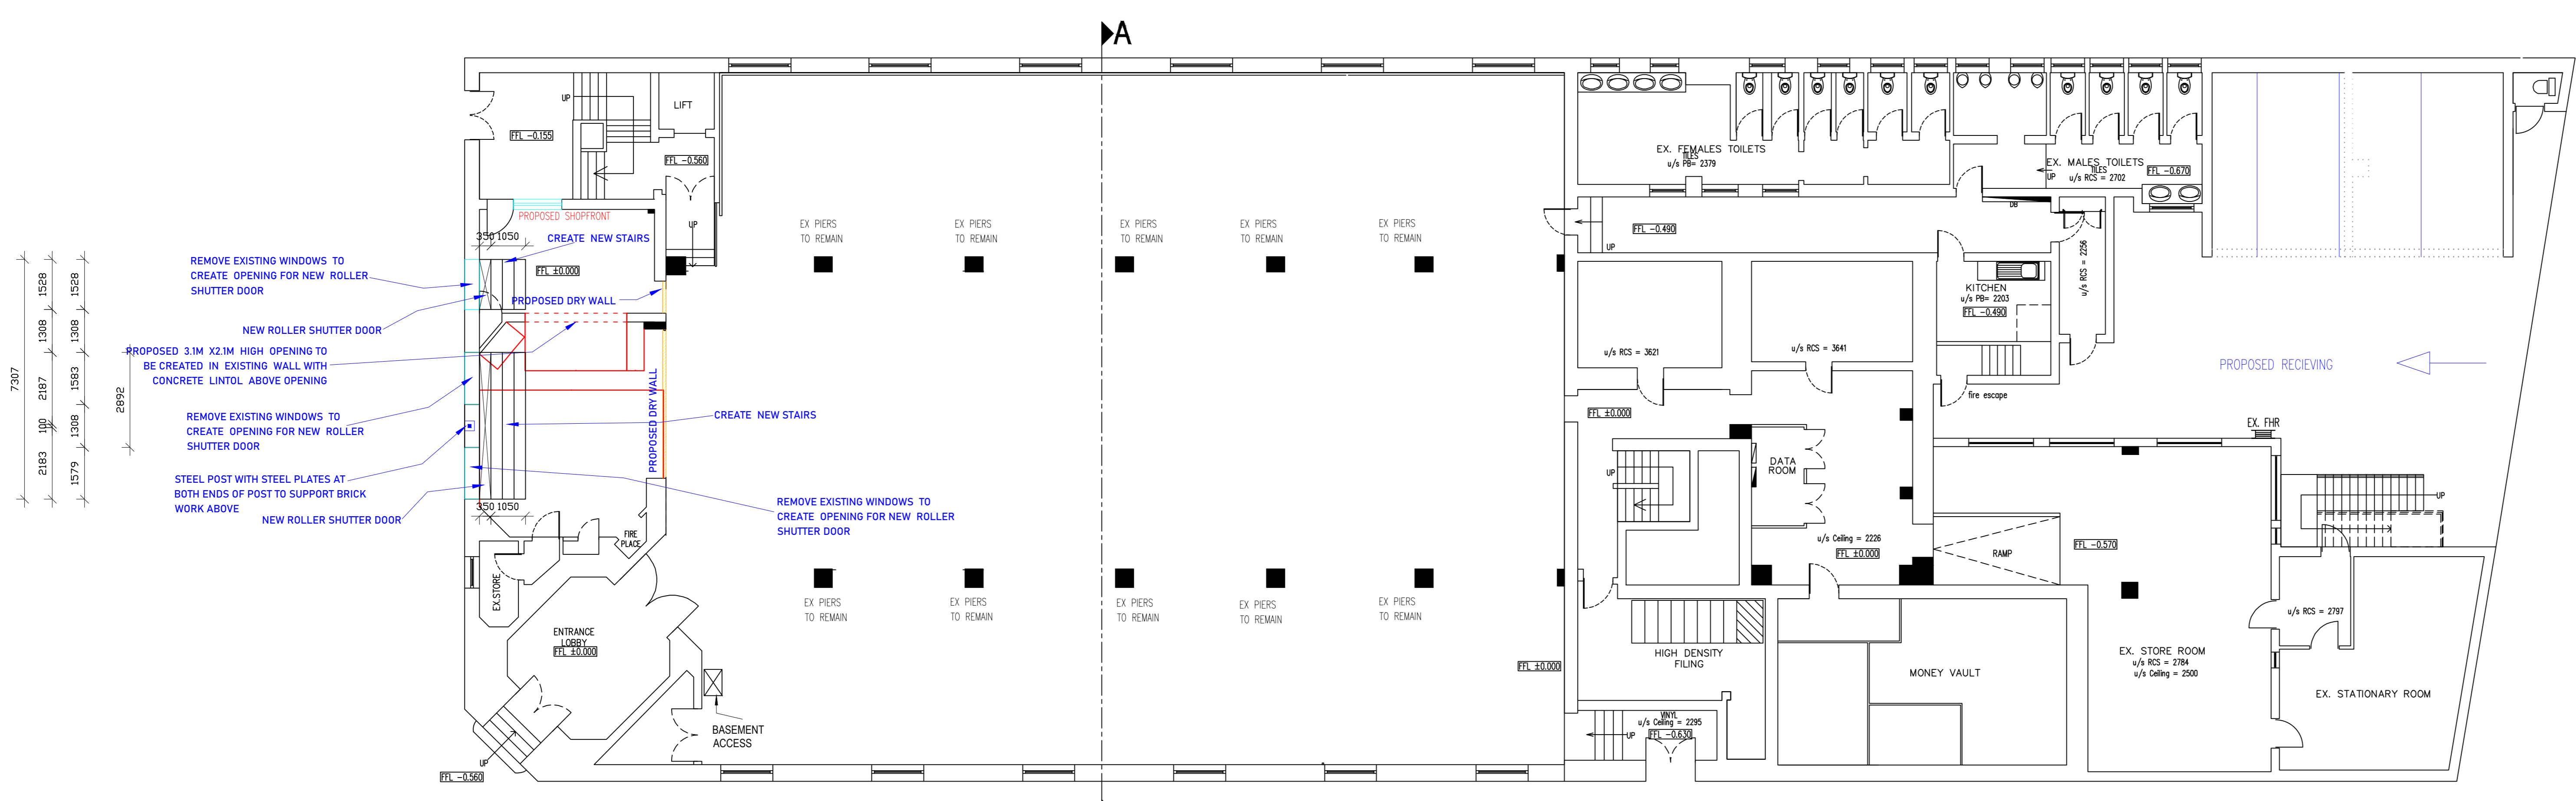 A
UP
LIFT
FFL -0.155
FFL -0.560
PROPOSED SHOPFRONT
UP
350
1050
CREATE  NEW STAIRS
FFL ±0.000
REMOVE EXISTING WINDOWS  TO
CREATE  OPENING FOR NEW  ROLLER
SHUTTER DOOR
PROPOSED DRY WALL
NEW ROLLER SHUTTER DOOR
PROPOSED  3.1M  X2.1M  HIGH  OPENING TO
BE CREATED  IN  EXISTING  WALL WITH
CONCRETE  LINTOL  ABOVE OPENING
REMOVE EXISTING WINDOWS  TO
CREATE  OPENING FOR NEW  ROLLER
SHUTTER DOOR
STEEL POST WITH STEEL PLATES AT
BOTH ENDS OF POST TO SUPPORT BRICK
WORK ABOVE
NEW ROLLER SHUTTER DOOR
7307
1528
1308
2187
100
2183
1528
1308
1583
1308
1579
2892
PROPOSED DRY WALL
CREATE  NEW STAIRS
REMOVE EXISTING WINDOWS  TO
CREATE  OPENING FOR NEW  ROLLER
SHUTTER DOOR
350
1050
FIRE
PLACE
EX.STORE
ENTRANCE
LOBBY
FFL ±0.000
UP
FFL -0.560
BASEMENT
ACCESS
EX PIERS
TO REMAIN
EX PIERS
TO REMAIN
EX PIERS
TO REMAIN
EX PIERS
TO REMAIN
EX PIERS
TO REMAIN
EX PIERS
TO REMAIN
EX PIERS
TO REMAIN
EX PIERS
TO REMAIN
EX PIERS
TO REMAIN
EX PIERS
TO REMAIN
FFL ±0.000
EX. FEMALES TOILETS
TILES
u/s PB= 2379
EX. MALES TOILETS
TILES
u/s RCS = 2702
UP
FFL -0.670
DB
FFL -0.490
UP
u/s RCS = 2256
KITCHEN
u/s PB= 2203
FFL -0.490
u/s RCS = 3621
u/s RCS = 3641
fire escape
FFL ±0.000
PROPOSED RECIEVING
EX. FHR
UP
DATA
ROOM
u/s Ceiling = 2226
FFL ±0.000
RAMP
FFL -0.570
UP
u/s RCS = 2797
HIGH DENSITY
FILING
MONEY VAULT
EX. STORE ROOM
u/s RCS = 2784
u/s Ceiling = 2500
EX. STATIONARY ROOM
VINYL
u/s Ceiling = 2295
UP
FFL -0.630